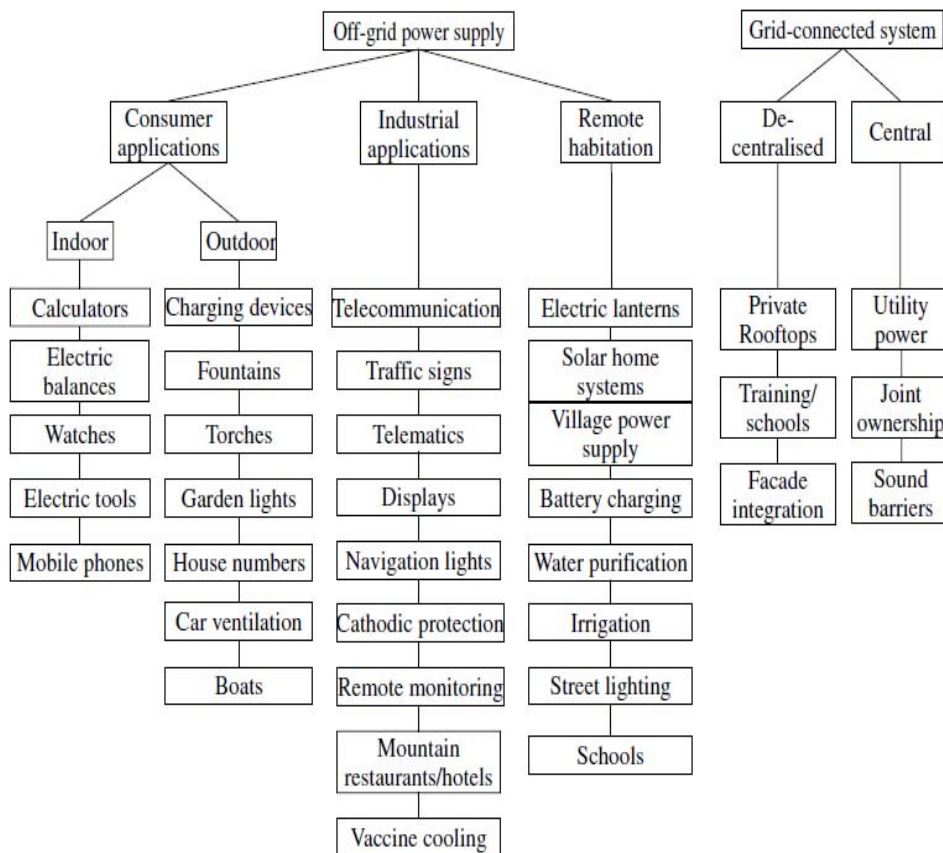 Off-grid power supply
Grid-connected system
Consumer
applications
Industrial
applications
Remote
habitation
De-
centralised
Central
Indoor
Outdoor
Calculators
Electric
balances
Watches
Electric tools
Mobile phones
Charging devices
Fountains
Torches
Garden lights
House numbers
Car ventilation
Boats
Telecommunication
Traffic signs
Telematics
Displays
Navigation lights
Cathodic protection
Remote monitoring
Mountain
restaurants/hotels
Vaccine cooling
Electric lanterns
Solar home
systems
Village power
supply
Battery charging
Water purification
Irrigation
Street lighting
Schools
Private
Rooftops
Training/
schools
Facade
integration
Utility
power
Joint
ownership
Sound
barriers